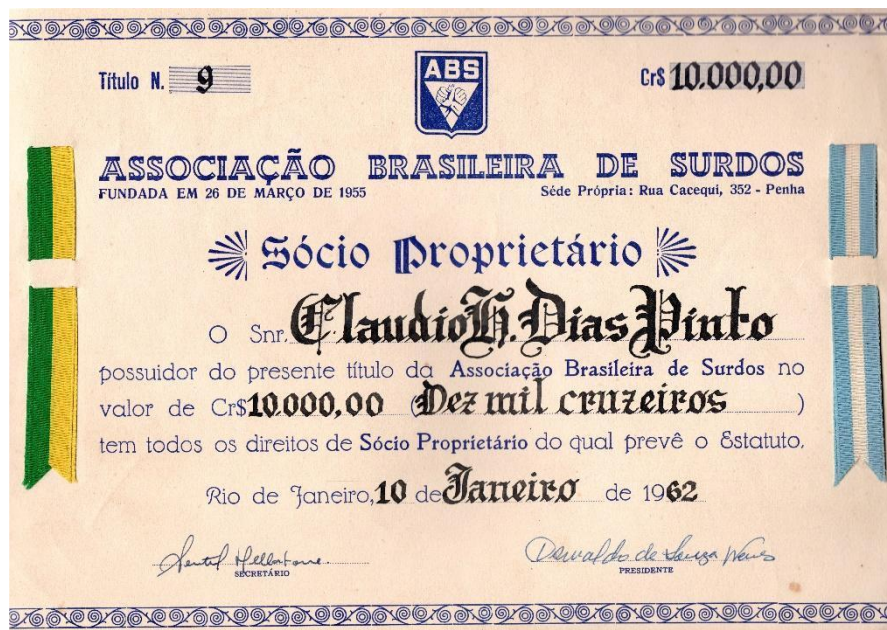 Título N. 9
ABS
Cr$ 10.000,00
ASSOCIAÇÃO BRASILEIRA DE SURDOS
FUNDADA EM 26 DE MARÇO DE 1955
Séde Própria: Rua Cacequi, 352 - Penha
Sócio Proprietário
O Snr. Claudio H. Dias Pinto
possuidor do presente título da Associação Brasileira de Surdos no
valor de Cr$ 10.000,00 (Dez mil cruzeiros)
tem todos os direitos de Sócio Proprietário do qual prevê o Estatuto.
Rio de Janeiro, 10 de Janeiro de 1962
SECRETÁRIO
de Souza
PRESIDENTE